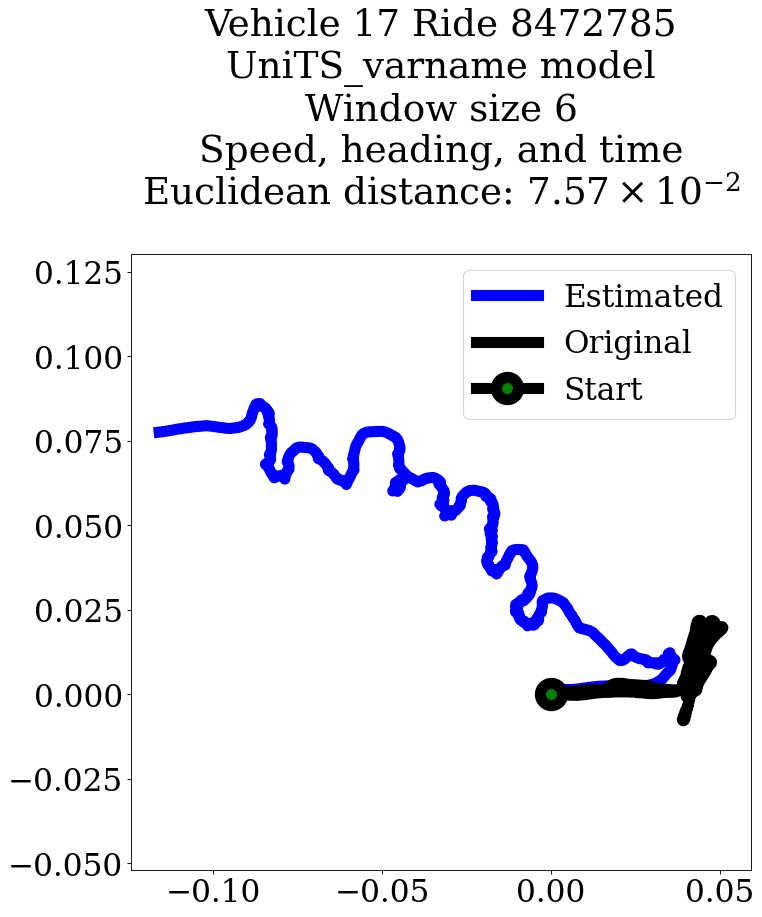 Vehicle 17 Ride 8472785
UniTS_varname model
Window size 6
Speed, heading, and time
Euclidean distance: 7.57 × 10⁻²
0.125
Estimated
0.100
Original
Start
0.075
0.050
0.025
0.000
−0.025
−0.050
−0.10
−0.05
0.00
0.05